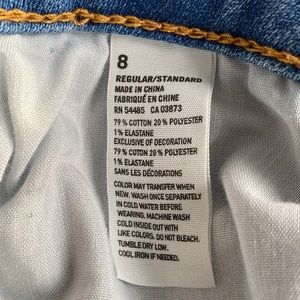 8
REGULAR/STANDARD
MADE IN CHINA
FABRIQUÉ EN CHINE
RN 54485 CA 03873
79% COTTON 20% POLYESTER
1% ELASTANE
EXCLUSIVE OF DECORATION
79% COTTON 20% POLYESTER
1% ELASTANE
SANS LES DÉCORATIONS
COLOR MAY TRANSFER WHEN
NEW. WASH ONCE SEPARATELY
IN COLD WATER BEFORE
WEARING. MACHINE WASH
COLD INSIDE OUT WITH
LIKE COLORS. DO NOT BLEACH.
TUMBLE DRY LOW.
COOL IRON IF NEEDED.